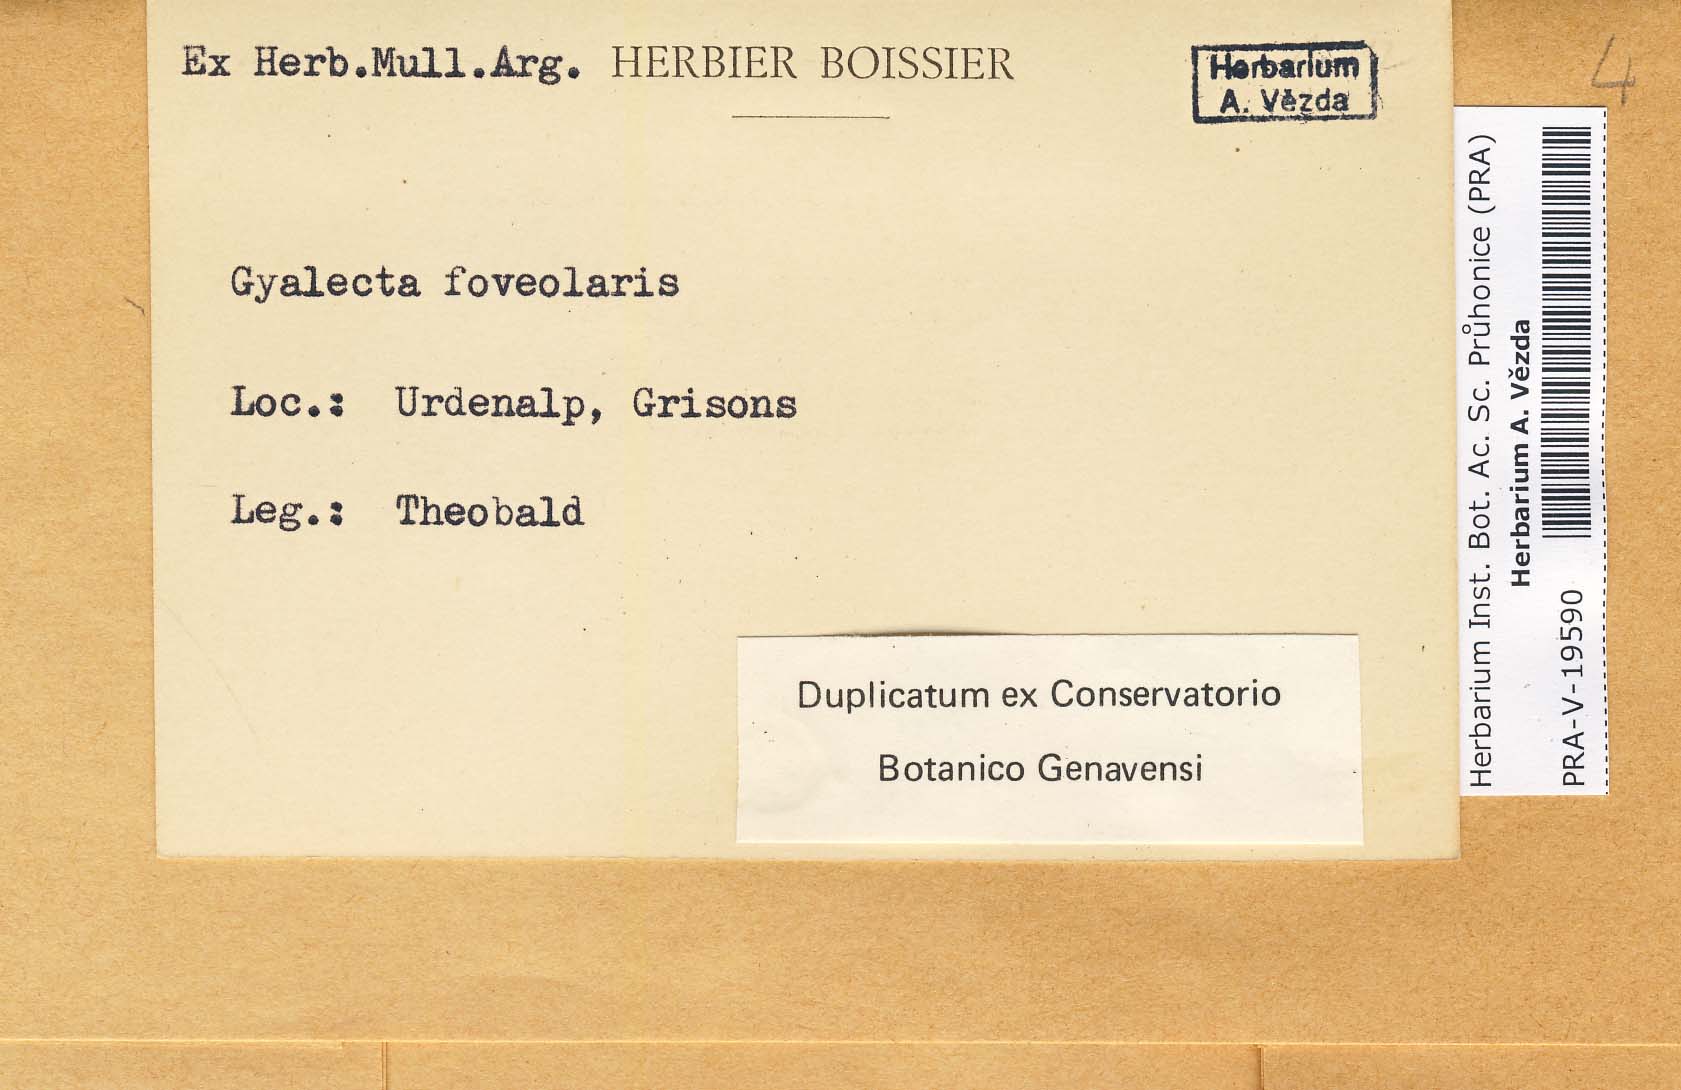 Ex Herb.Mull.Arg. HERBIER BOISSIER
Herbarium
A. Vězda
4
Gyalecta foveolaris
Loc.: Urdenalp, Grisons
Leg.: Theobald
Duplicatum ex Conservatorio
Botanico Genavensi
Herbarium Inst. Bot. Ac. Sc. Průhonice (PRA)
Herbarium A. Vězda
PRA-V-19590